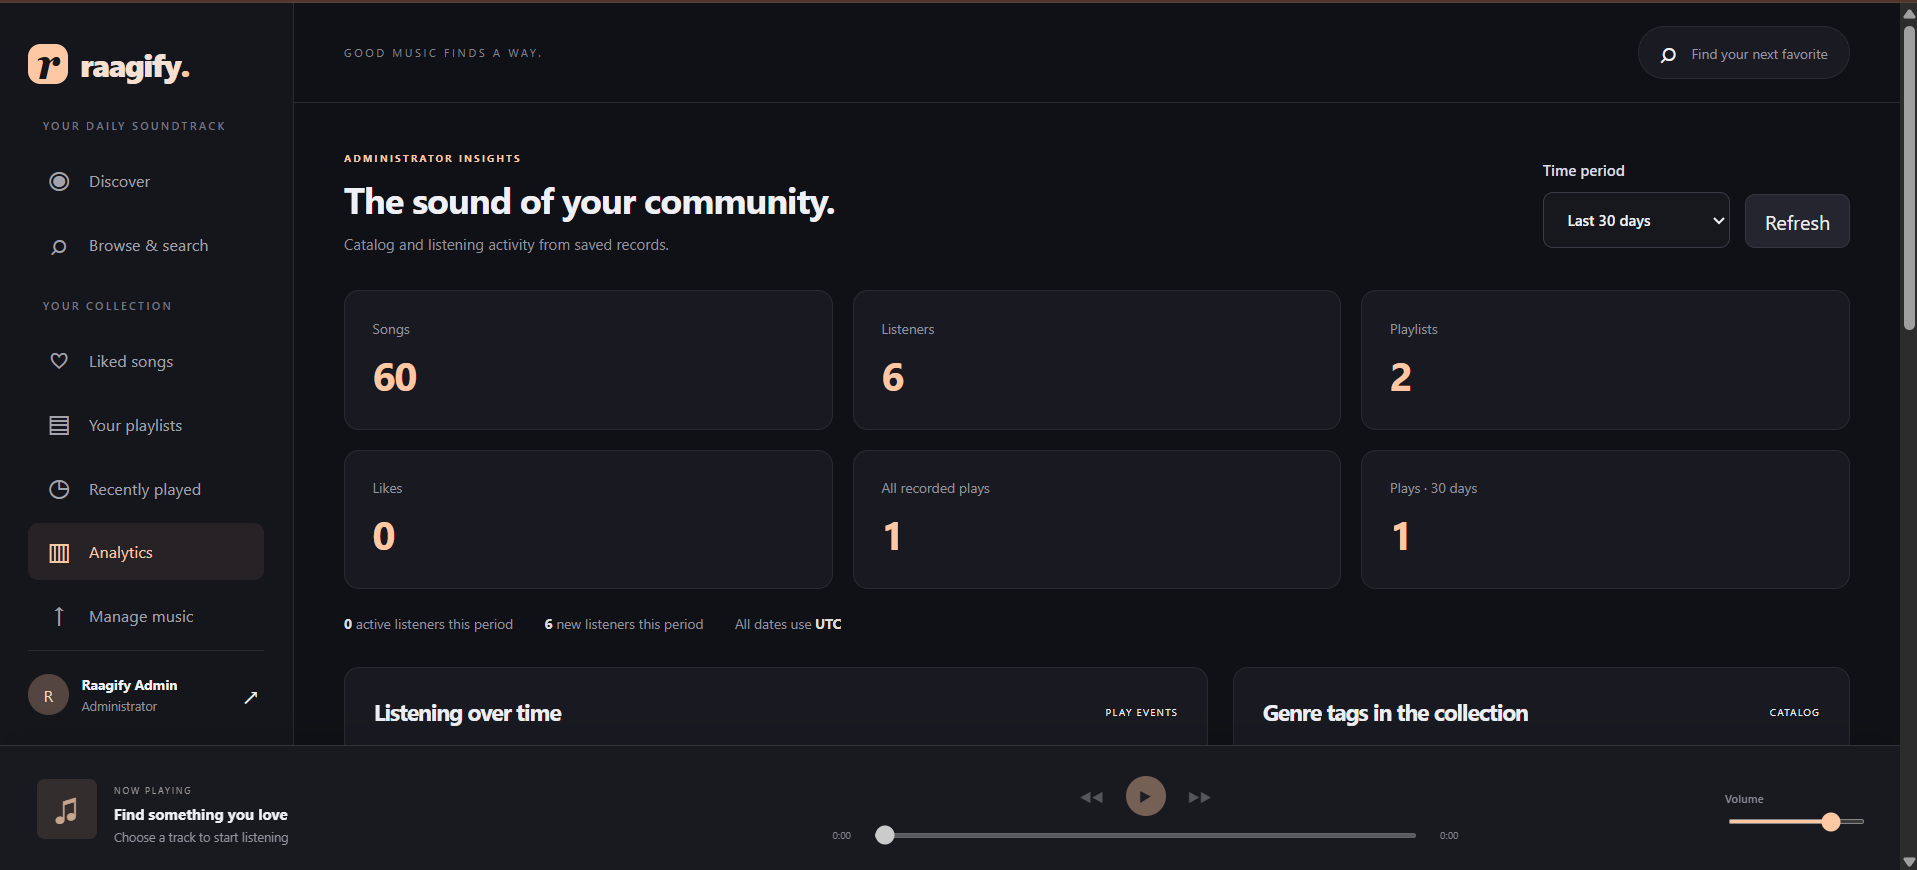 r raagify.
YOUR DAILY SOUNDTRACK
Discover
Browse & search
YOUR COLLECTION
Liked songs
Your playlists
Recently played
Analytics
Manage music
R
Raagify Admin
Administrator
GOOD MUSIC FINDS A WAY.
Find your next favorite
ADMINISTRATOR INSIGHTS
The sound of your community.
Catalog and listening activity from saved records.
Time period
Last 30 days
Refresh
Songs
60
Listeners
6
Playlists
2
Likes
0
All recorded plays
1
Plays · 30 days
1
0 active listeners this period
6 new listeners this period
All dates use UTC
Listening over time
PLAY EVENTS
Genre tags in the collection
CATALOG
NOW PLAYING
Find something you love
Choose a track to start listening
0:00
0:00
Volume